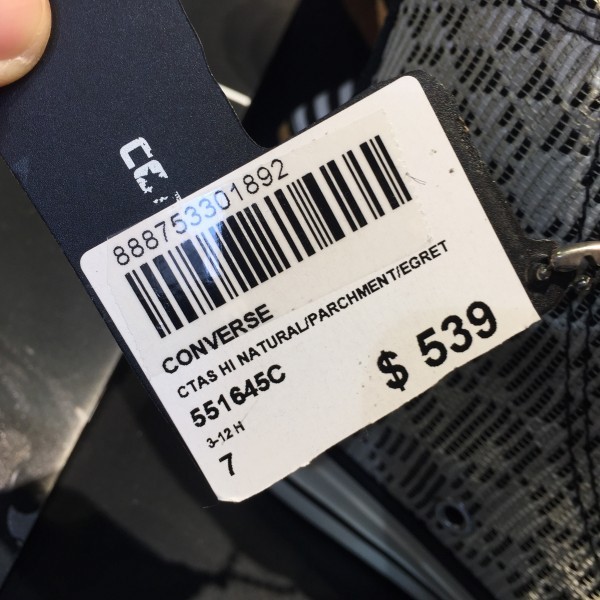 888753301892
CONVERSE
CTAS HI NATURAL/PARCHMENT/EGRET
551645C
$ 539
3-12 H
7